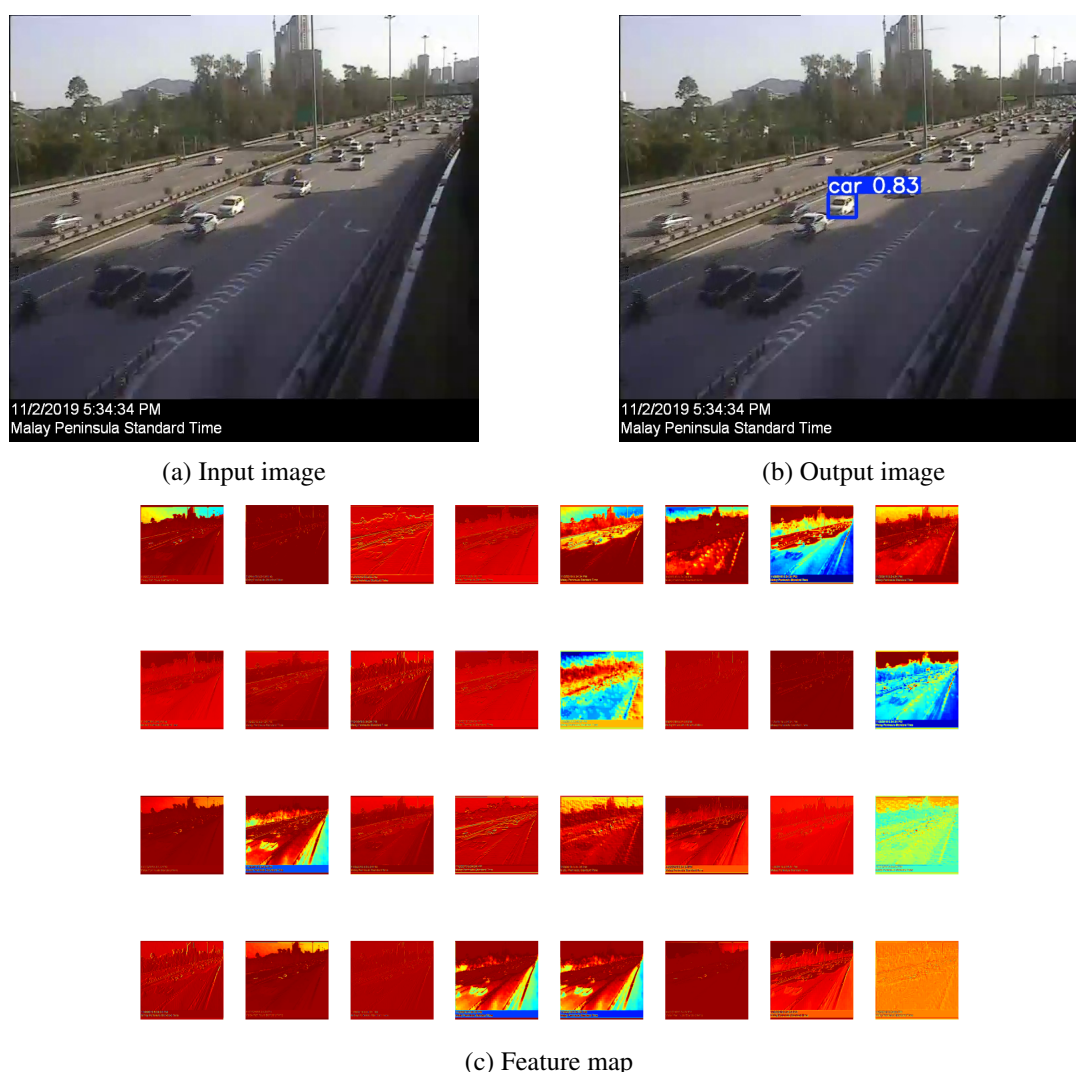 11/2/2019 5:34:34 PM
Malay Peninsula Standard Time
(a) Input image
car 0.83
11/2/2019 5:34:34 PM
Malay Peninsula Standard Time
(b) Output image
(c) Feature map